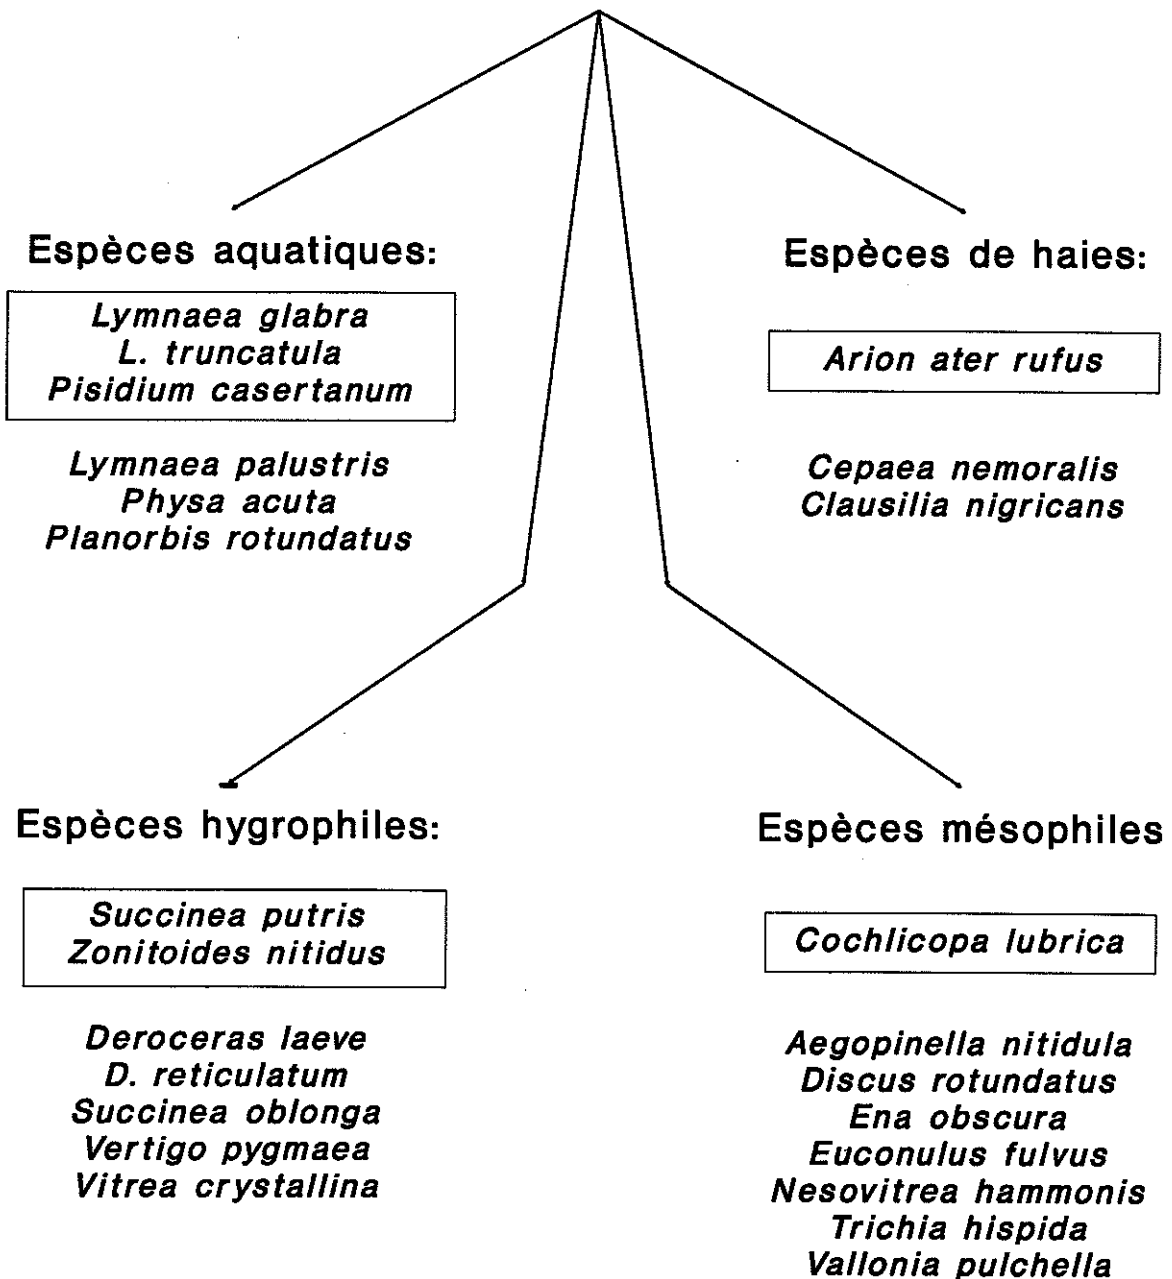 Espèces aquatiques:
Lymnaea glabra
L. truncatula
Pisidium casertanum
Lymnaea palustris
Physa acuta
Planorbis rotundatus
Espèces de haies:
Arion ater rufus
Cepaea nemoralis
Clausilia nigricans
Espèces hygrophiles:
Succinea putris
Zonitoides nitidus
Deroceras laeve
D. reticulatum
Succinea oblonga
Vertigo pygmaea
Vitrea crystallina
Espèces mésophiles
Cochlicopa lubrica
Aegopinella nitidula
Discus rotundatus
Ena obscura
Euconulus fulvus
Nesovitrea hammonis
Trichia hispida
Vallonia pulchella